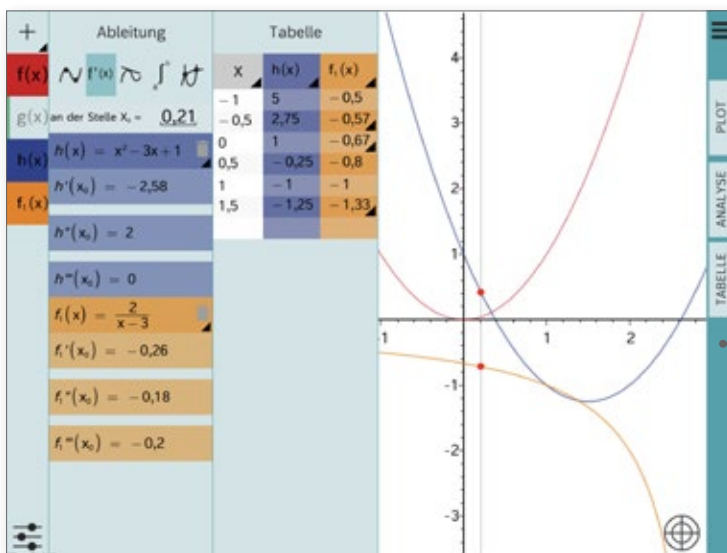 +
Ableitung
Tabelle
f(x)
f'(x)
g(x)
an der Stelle X₀ = 0,21
h(x)
h(x) = x² − 3x + 1
h'(x₀) = −2,58
f₁(x)
h"(x₀) = 2
h'''(x₀) = 0
f₁(x) = 2/(x − 3)
f₁'(x₀) = −0,26
f₁"(x₀) = −0,18
f₁'''(x₀) = −0,2
X h(x) f₁(x)
−1 5 −0,5
−0,5 2,75 −0,57
0 1 −0,67
0,5 −0,25 −0,8
1 −1 −1
1,5 −1,25 −1,33
4
3
2
1
0
1 1 2
-1
-2
-3
PLOT
ANALYSE
TABELLE